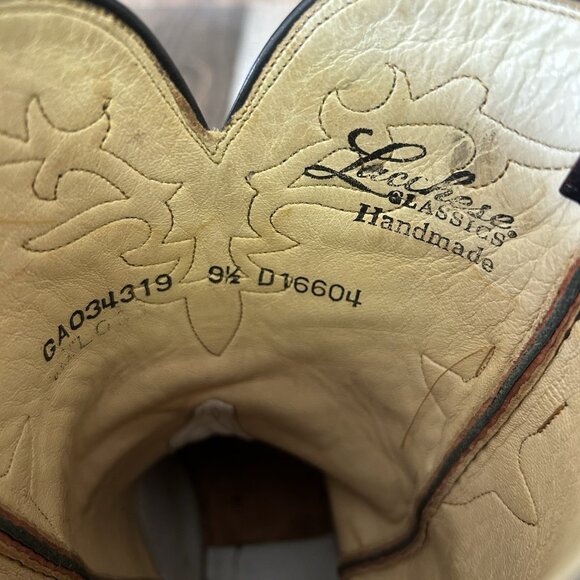 Lucchese
CLASSICS®
Handmade
GA034319 9½ D16604